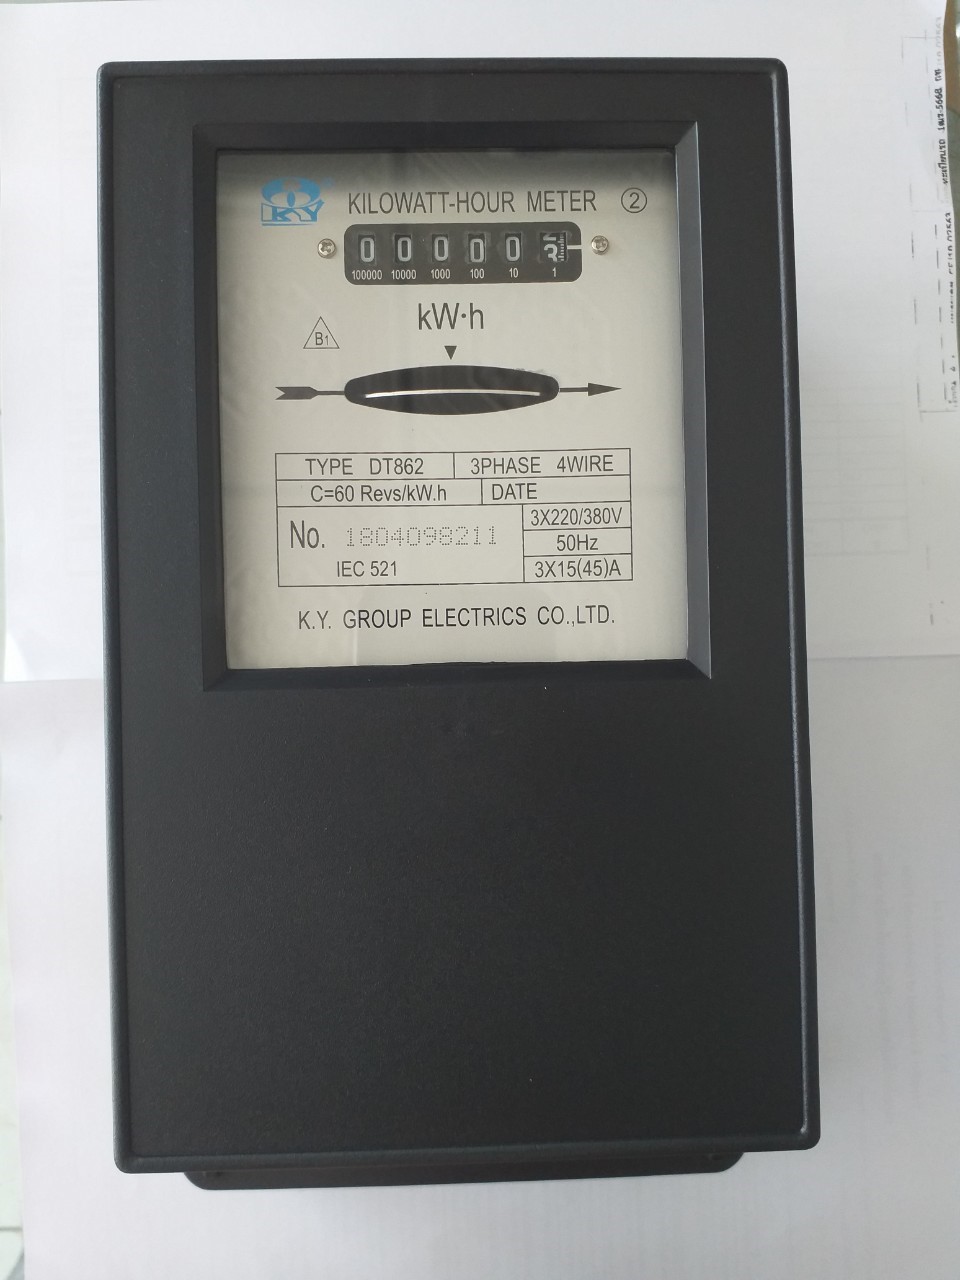 KY
KILOWATT-HOUR METER ②
0 0 0 0 0 3
100000 10000 1000 100 10 1
kW·h
B1
TYPE DT862 3PHASE 4WIRE
C=60 Revs/kW.h DATE
No. 1804098211
3X220/380V
50Hz
IEC 521
3X15(45)A
K.Y. GROUP ELECTRICS CO.,LTD.